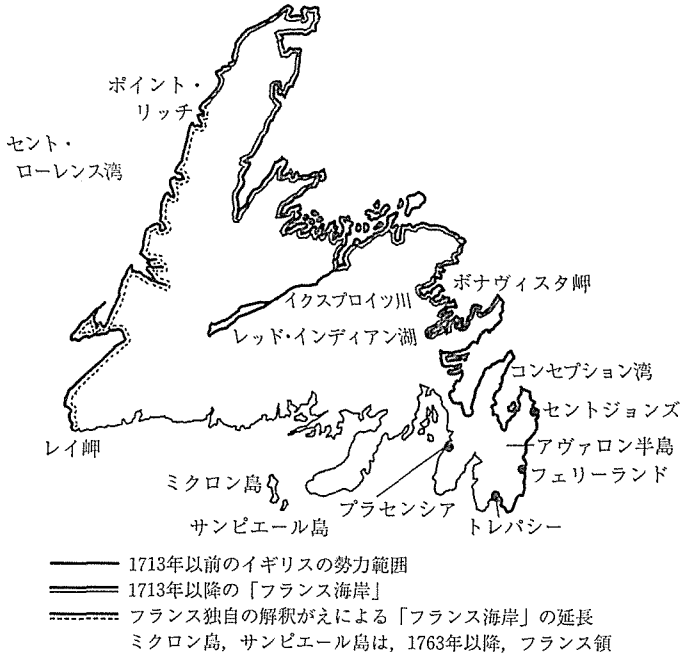 ポイント・
リッチ
セント・
ローレンス湾
イクスプロイツ川
ボナヴィスタ岬
レッド・インディアン湖
コンセプション湾
セントジョンズ
レイ岬
アヴァロン半島
フェリーランド
ミクロン島
プラセンシア
サンピエール島
トレパシー
1713年以前のイギリスの勢力範囲
1713年以降の「フランス海岸」
フランス独自の解釈がえによる「フランス海岸」の延長
ミクロン島，サンピエール島は，1763年以降，フランス領